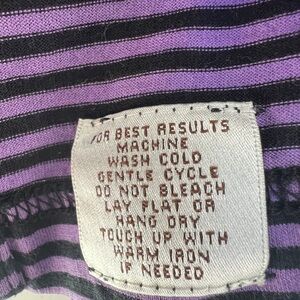 FOR BEST RESULTS
MACHINE
WASH COLD
GENTLE CYCLE
DO NOT BLEACH
LAY FLAT OR
HANG DRY
TOUCH UP WITH
WARM IRON
IF NEEDED